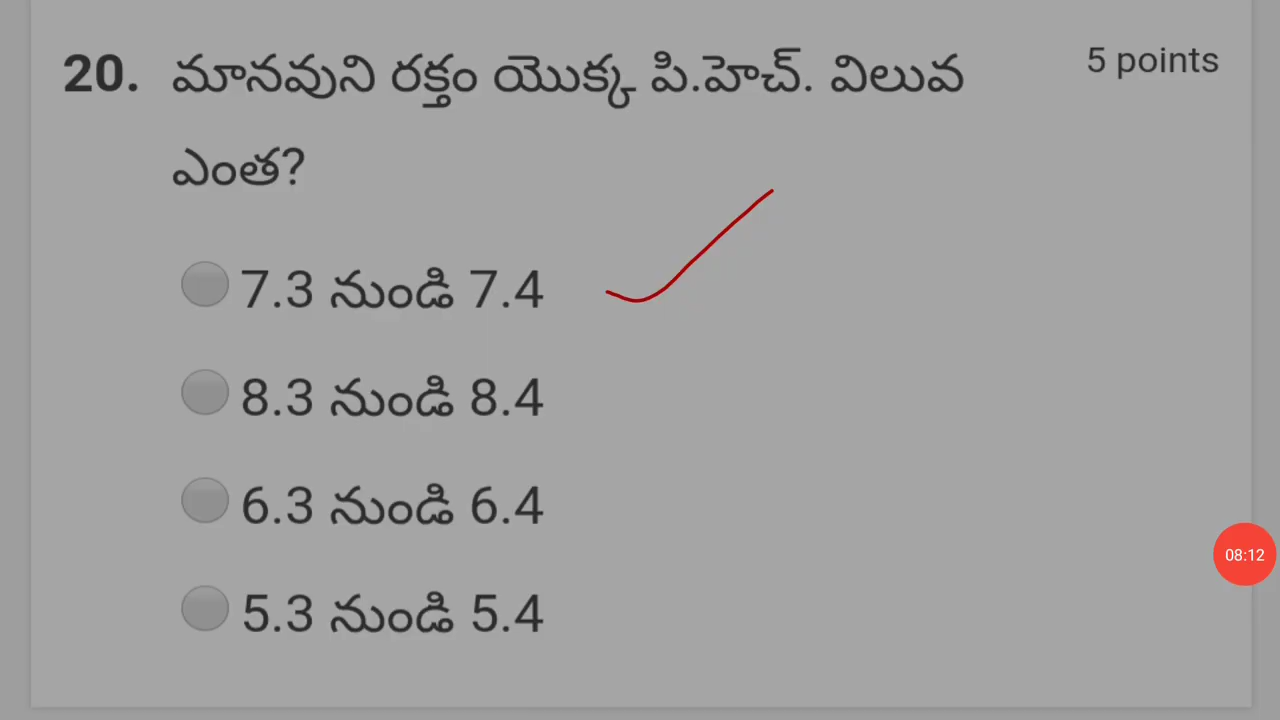 20. మానవుని రక్తం యొక్క పి.హెచ్. విలువ 5 points
ఎంత?
7.3 నుండి 7.4
8.3 నుండి 8.4
6.3 నుండి 6.4
5.3 నుండి 5.4
08:12